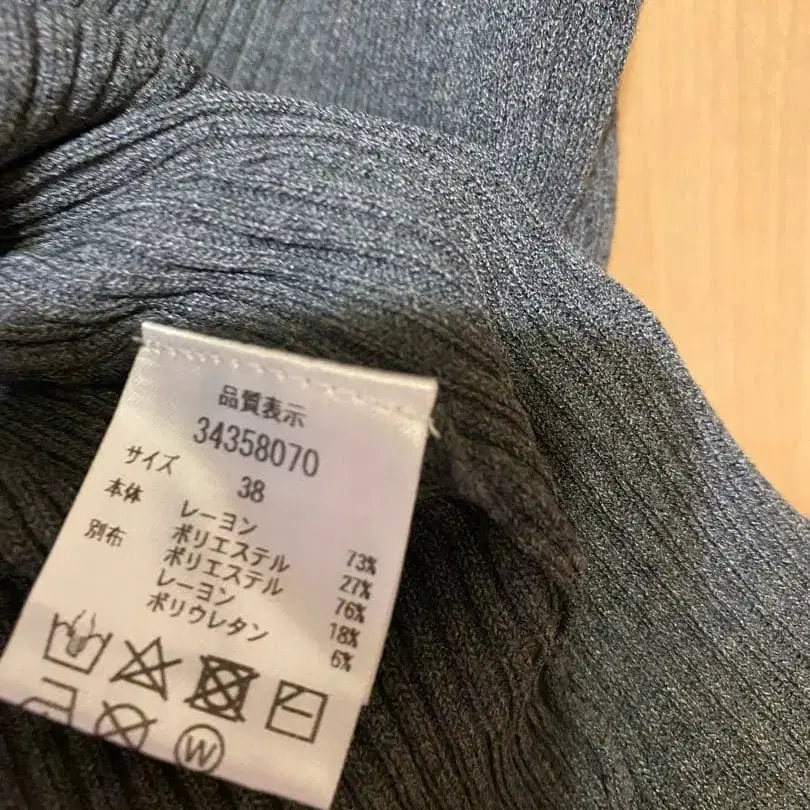 品質表示
34358070
サイズ 38
本体 レーヨン 73%
ポリエステル 27%
別布 ポリエステル 76%
レーヨン 18%
ポリウレタン 6%
W